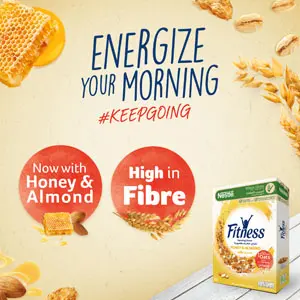 ENERGIZE
YOUR MORNING
#KEEPGOING
Now with
Honey &
Almond
High in
Fibre
Nestlé
Fitness